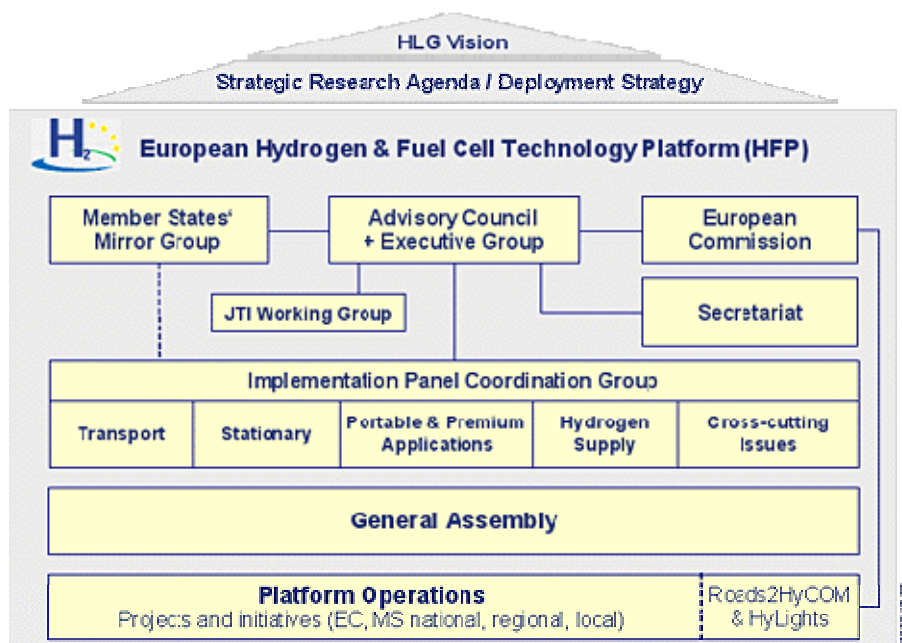 HLG Vision
Strategic Research Agenda / Deployment Strategy
H2
European Hydrogen & Fuel Cell Technology Platform (HFP)
Member States' Mirror Group
Advisory Council + Executive Group
European Commission
JTI Working Group
Secretariat
Implementation Panel Coordination Group
Transport
Stationary
Portable & Premium Applications
Hydrogen Supply
Cross-cutting Issues
General Assembly
Platform Operations
Projects and initiatives (EC, MS national, regional, local)
Roads2HyCOM & HyLights